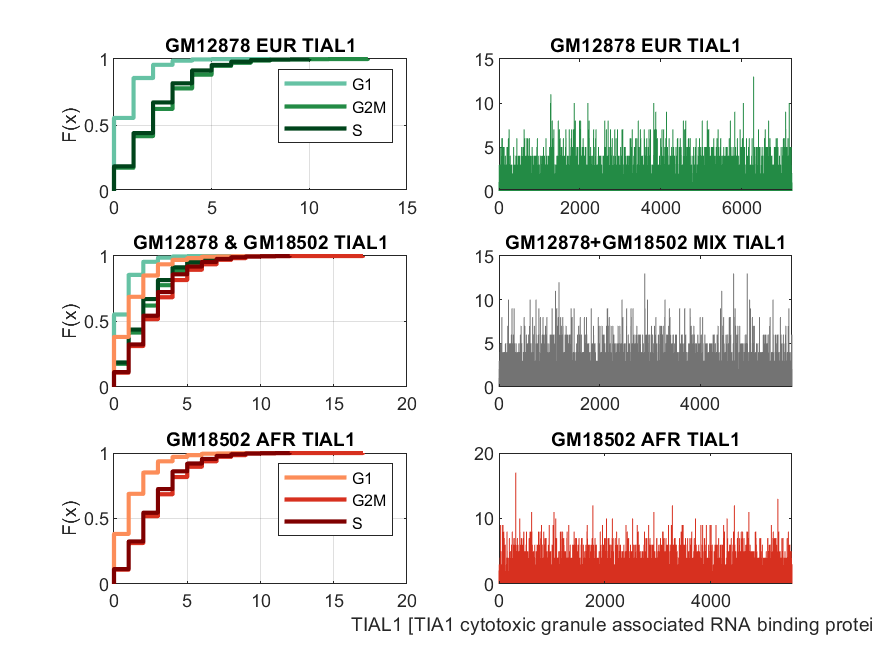 GM12878 EUR TIAL1
F(x)
1
0.5
0
0 5 10 15
G1
G2M
S
GM12878 EUR TIAL1
15
10
5
0
0 2000 4000 6000
GM12878 & GM18502 TIAL1
F(x)
1
0.5
0
0 5 10 15 20
GM12878+GM18502 MIX TIAL1
15
10
5
0
0 2000 4000
GM18502 AFR TIAL1
F(x)
1
0.5
0
0 5 10 15 20
G1
G2M
S
GM18502 AFR TIAL1
20
10
0
0 2000 4000
TIAL1 [TIA1 cytotoxic granule associated RNA binding protei